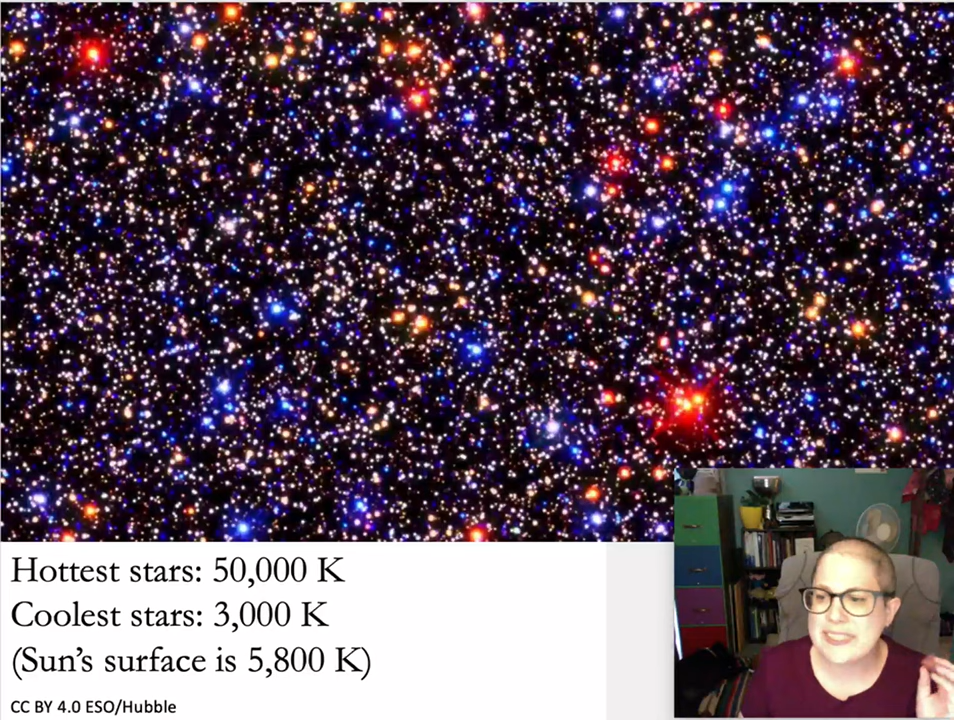 Hottest stars: 50,000 K
Coolest stars: 3,000 K
(Sun’s surface is 5,800 K)
CC BY 4.0 ESO/Hubble